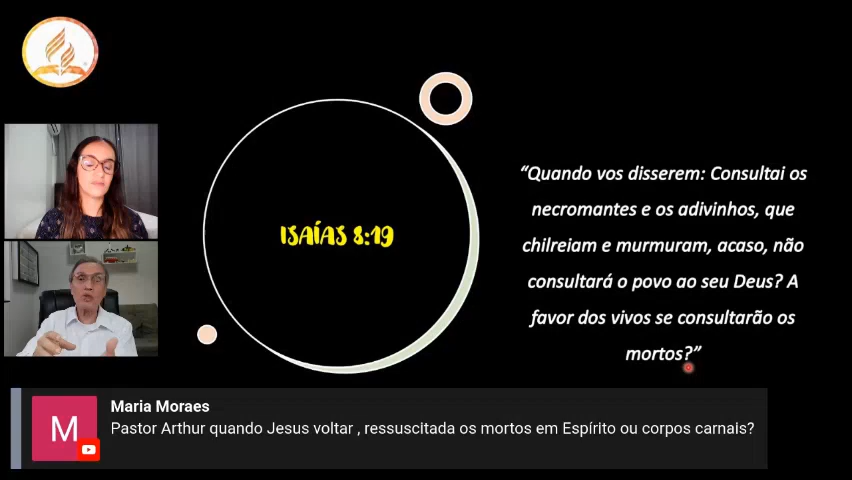 ISAÍAS 8:19
“Quando vos disserem: Consultai os
necromantes e os adivinhos, que
chilreiam e murmuram, acaso, não
consultará o povo ao seu Deus? A
favor dos vivos se consultarão os
mortos?”
M
Maria Moraes
Pastor Arthur quando Jesus voltar , ressuscitada os mortos em Espírito ou corpos carnais?